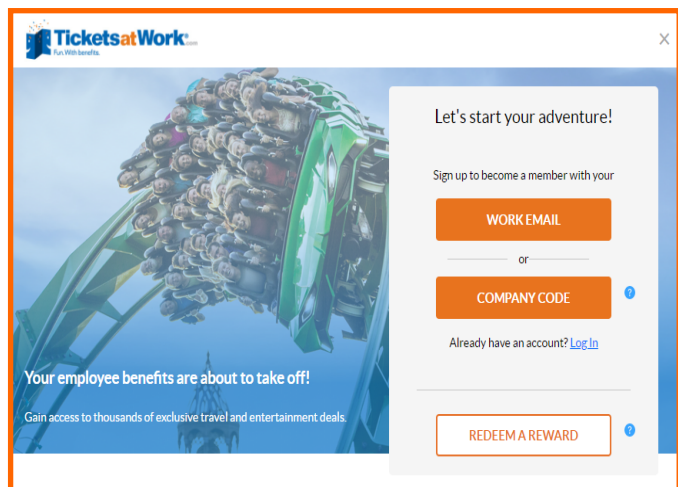 TicketsatWork.com
Fun. With benefits.
X
Let's start your adventure!
Sign up to become a member with your
WORK EMAIL
or
COMPANY CODE
?
Already have an account? Log In
Your employee benefits are about to take off!
Gain access to thousands of exclusive travel and entertainment deals.
REDEEM A REWARD
?